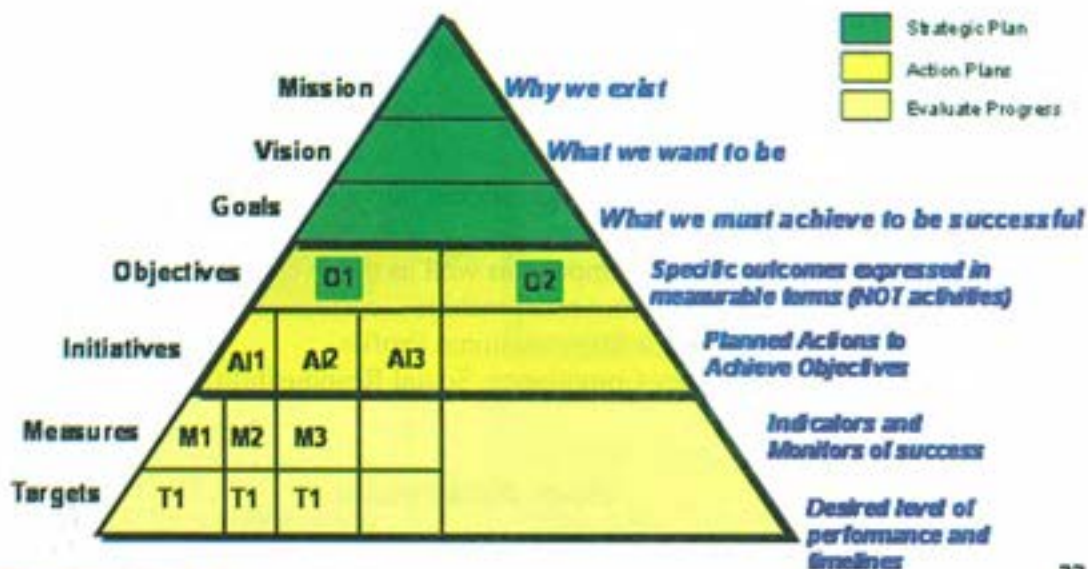 Strategic Plan
Action Plans
Evaluate Progress
Mission
Why we exist
Vision
What we want to be
Goals
What we must achieve to be successful
Objectives
O1
O2
Specific outcomes expressed in
measurable terms (NOT activities)
Initiatives
AI1
AI2
AI3
Planned Actions to
Achieve Objectives
Measures
M1
M2
M3
Indicators and
Monitors of success
Targets
T1
T1
T1
Desired level of
performance and
timelines